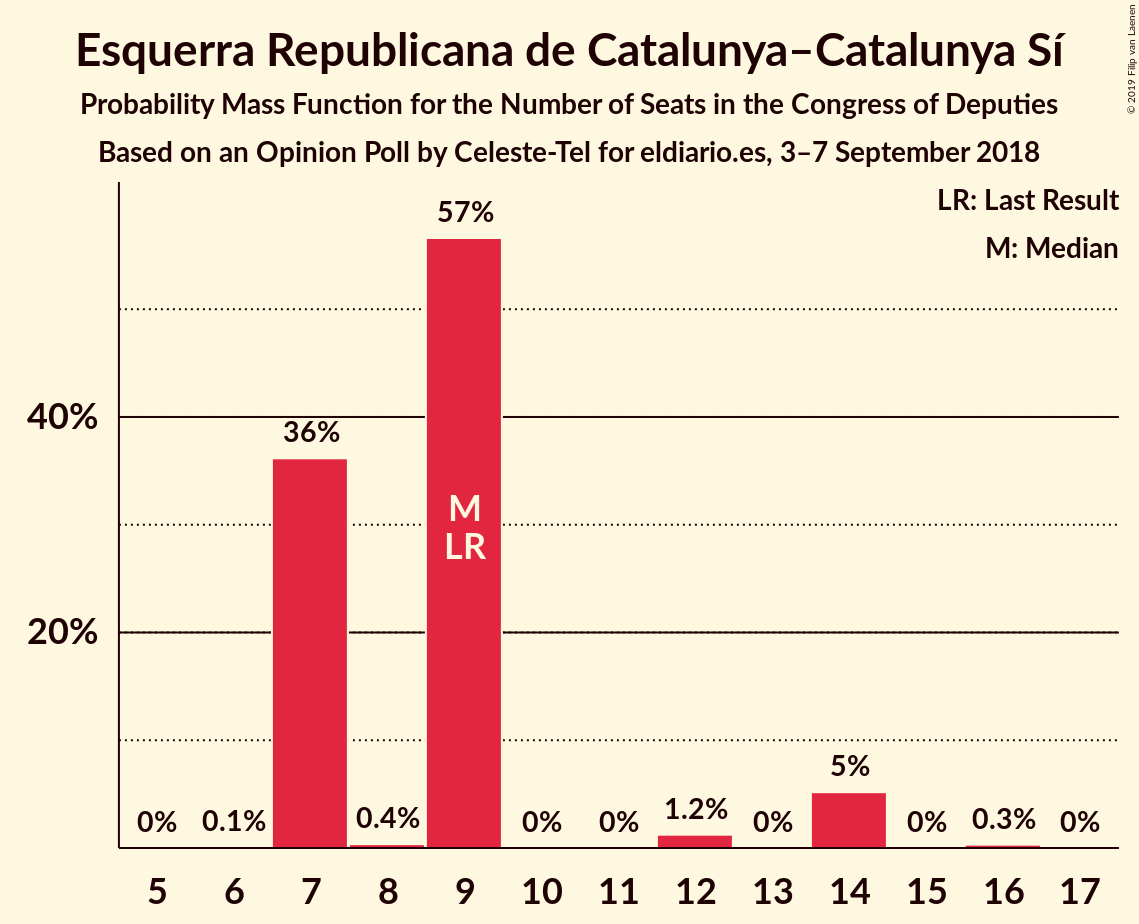 Esquerra Republicana de Catalunya–Catalunya Sí
Probability Mass Function for the Number of Seats in the Congress of Deputies
Based on an Opinion Poll by Celeste-Tel for eldiario.es, 3–7 September 2018
© 2019 Filip van Laenen
LR: Last Result
M: Median
57%
40%
36%
M
LR
20%
5%
0% 0.1% 0.4% 0% 0% 1.2% 0% 0% 0.3% 0%
5 6 7 8 9 10 11 12 13 14 15 16 17